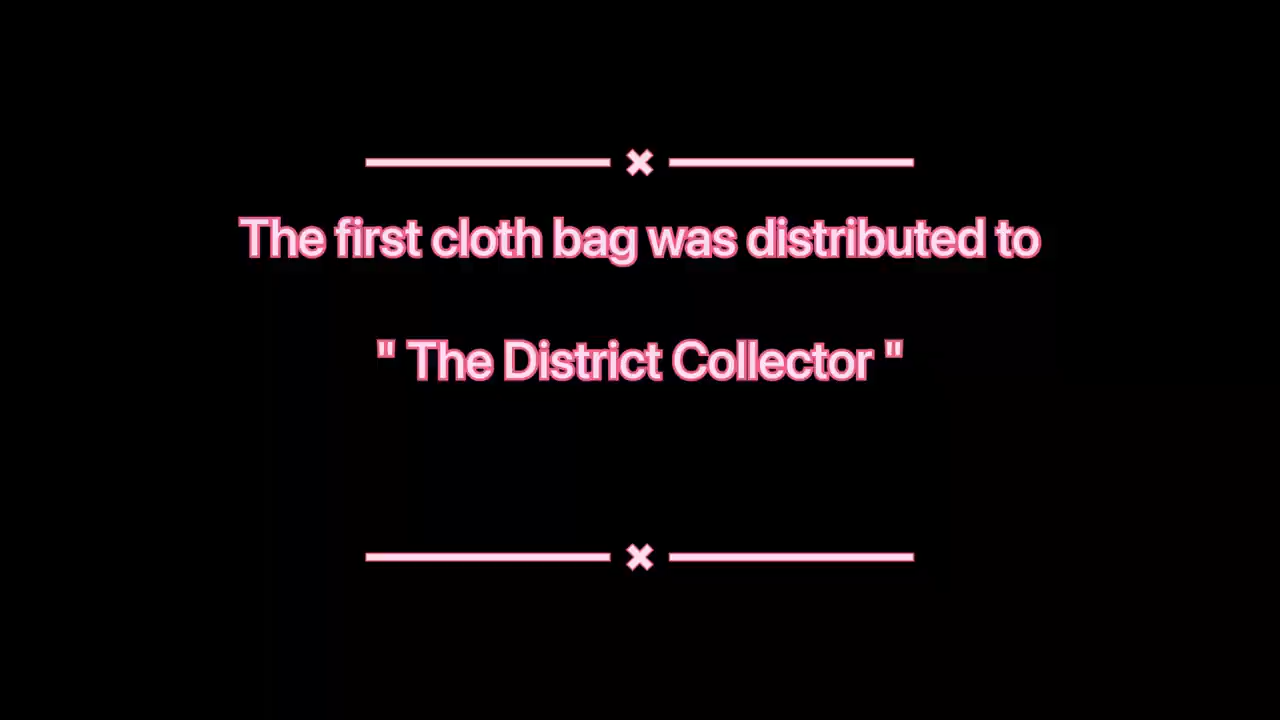 The first cloth bag was distributed to
" The District Collector "